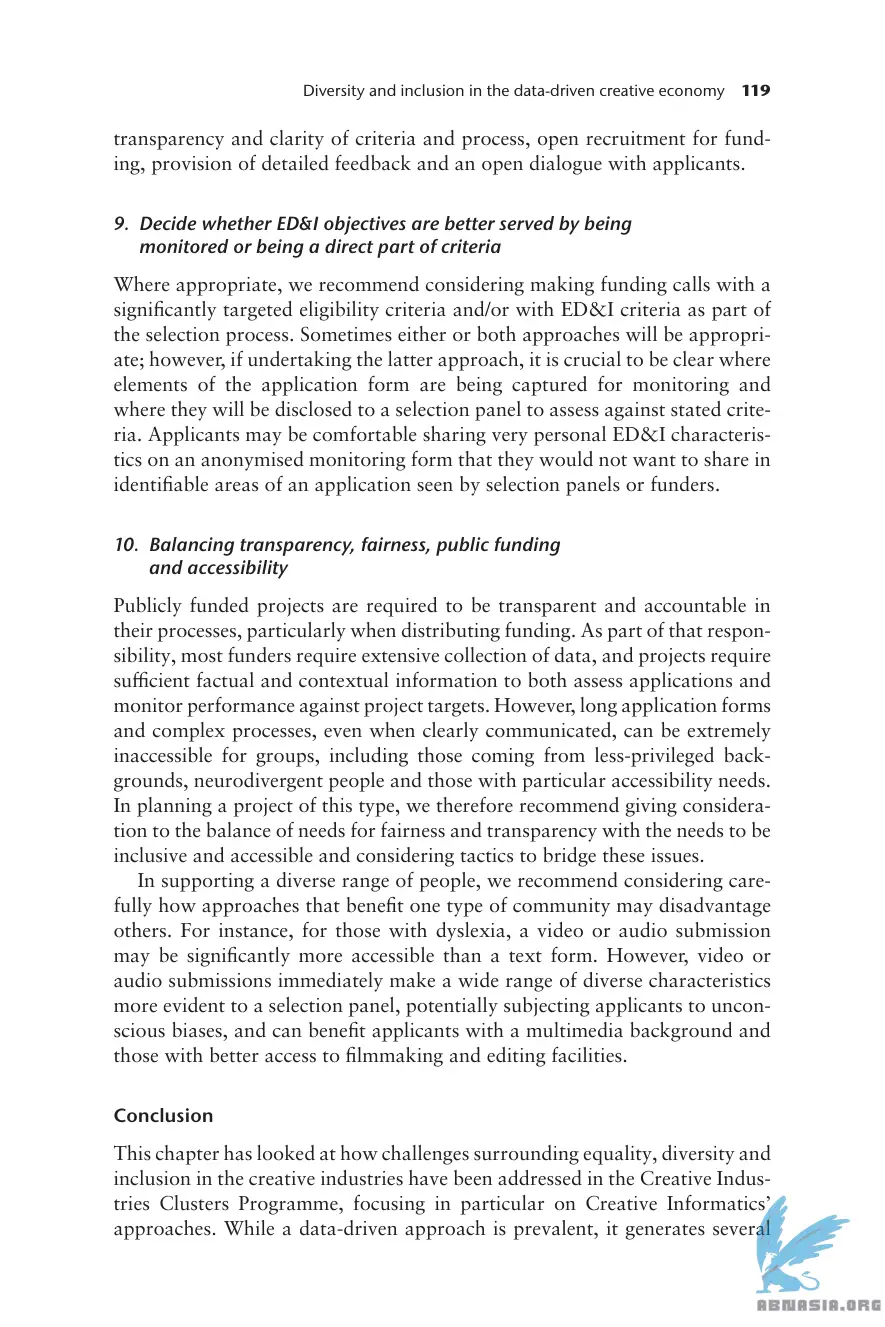 Diversity and inclusion in the data-driven creative economy 119
transparency and clarity of criteria and process, open recruitment for fund-
ing, provision of detailed feedback and an open dialogue with applicants.
9. Decide whether ED&I objectives are better served by being
monitored or being a direct part of criteria
Where appropriate, we recommend considering making funding calls with a
significantly targeted eligibility criteria and/or with ED&I criteria as part of
the selection process. Sometimes either or both approaches will be appropri-
ate; however, if undertaking the latter approach, it is crucial to be clear where
elements of the application form are being captured for monitoring and
where they will be disclosed to a selection panel to assess against stated crite-
ria. Applicants may be comfortable sharing very personal ED&I characteris-
tics on an anonymised monitoring form that they would not want to share in
identifiable areas of an application seen by selection panels or funders.
10. Balancing transparency, fairness, public funding
and accessibility
Publicly funded projects are required to be transparent and accountable in
their processes, particularly when distributing funding. As part of that respon-
sibility, most funders require extensive collection of data, and projects require
sufficient factual and contextual information to both assess applications and
monitor performance against project targets. However, long application forms
and complex processes, even when clearly communicated, can be extremely
inaccessible for groups, including those coming from less-privileged back-
grounds, neurodivergent people and those with particular accessibility needs.
In planning a project of this type, we therefore recommend giving considera-
tion to the balance of needs for fairness and transparency with the needs to be
inclusive and accessible and considering tactics to bridge these issues.
In supporting a diverse range of people, we recommend considering care-
fully how approaches that benefit one type of community may disadvantage
others. For instance, for those with dyslexia, a video or audio submission
may be significantly more accessible than a text form. However, video or
audio submissions immediately make a wide range of diverse characteristics
more evident to a selection panel, potentially subjecting applicants to uncon-
scious biases, and can benefit applicants with a multimedia background and
those with better access to filmmaking and editing facilities.
Conclusion
This chapter has looked at how challenges surrounding equality, diversity and
inclusion in the creative industries have been addressed in the Creative Indus-
tries Clusters Programme, focusing in particular on Creative Informatics'
approaches. While a data-driven approach is prevalent, it generates several
ABNASIA.ORG